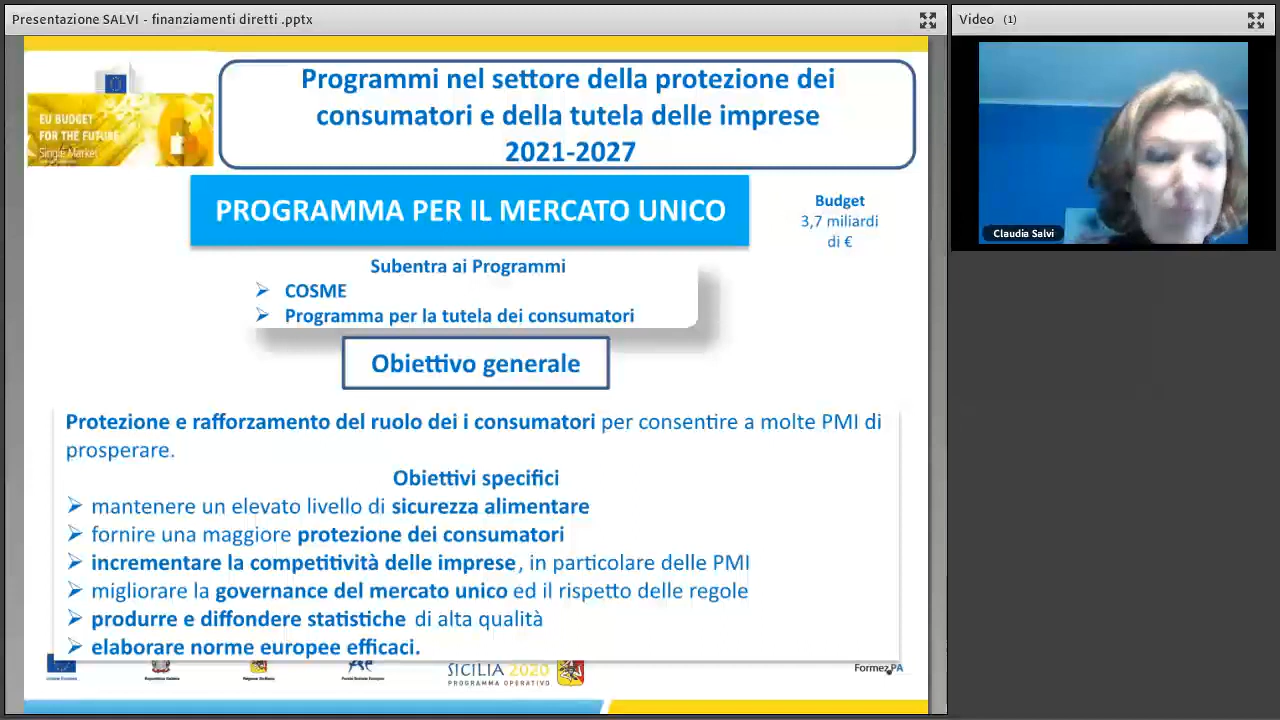 Presentazione SALVI - finanziamenti diretti .pptx
Video (1)
EU BUDGET
FOR THE FUTURE
Single Market
Programmi nel settore della protezione dei
consumatori e della tutela delle imprese
2021-2027
PROGRAMMA PER IL MERCATO UNICO
Budget
3,7 miliardi
di €
Claudia Salvi
Subentra ai Programmi
➢ COSME
➢ Programma per la tutela dei consumatori
Obiettivo generale
Protezione e rafforzamento del ruolo dei i consumatori per consentire a molte PMI di
prosperare.
Obiettivi specifici
➢ mantenere un elevato livello di sicurezza alimentare
➢ fornire una maggiore protezione dei consumatori
➢ incrementare la competitività delle imprese, in particolare delle PMI
➢ migliorare la governance del mercato unico ed il rispetto delle regole
➢ produrre e diffondere statistiche di alta qualità
➢ elaborare norme europee efficaci.
SICILIA 2020
PROGRAMMA OPERATIVO
FormezPA